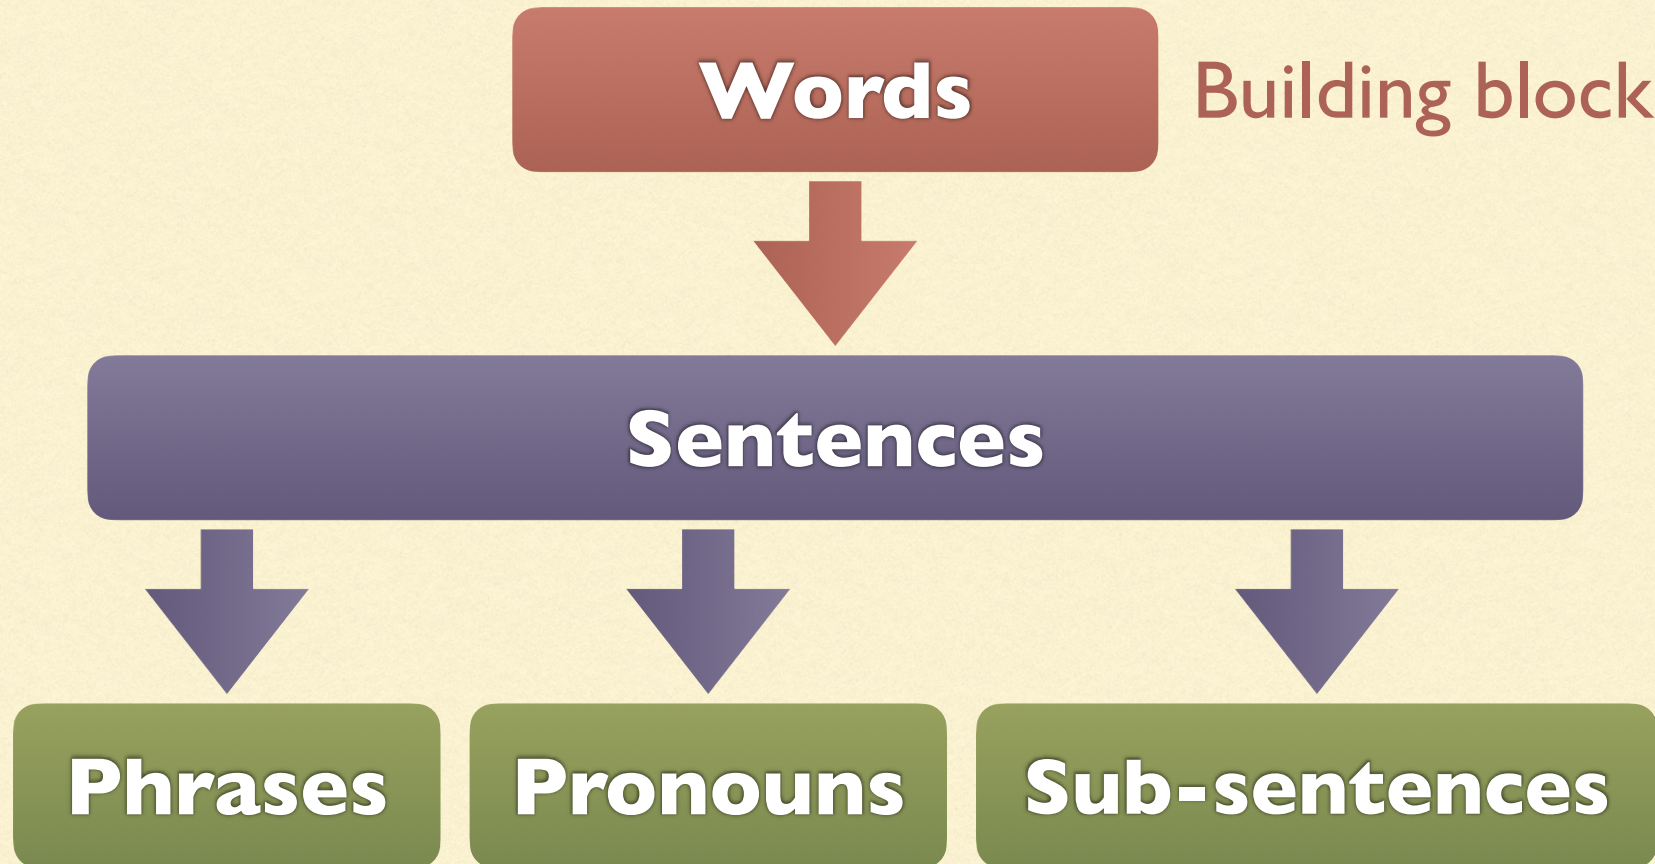 Words
Building block
Sentences
Phrases
Pronouns
Sub-sentences